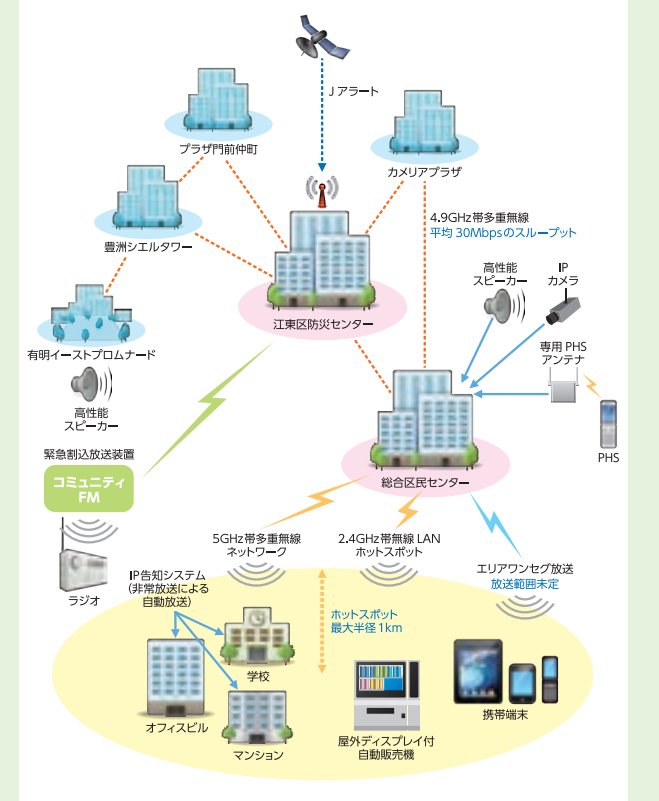 Jアラート
プラザ門前仲町
カメリアプラザ
4.9GHz帯多重無線
平均 30Mbpsのスループット
豊洲シエルタワー
高性能
スピーカー
IP
カメラ
江東区防災センター
専用 PHS
アンテナ
有明イーストプロムナード
高性能
スピーカー
PHS
緊急割込放送装置
コミュニティ
FM
総合区民センター
5GHz帯多重無線
ネットワーク
2.4GHz帯無線 LAN
ホットスポット
エリアワンセグ放送
放送範囲未定
ラジオ
IP告知システム
(非常放送による
自動放送)
ホットスポット
最大半径1km
学校
オフィスビル
マンション
屋外ディスプレイ付
自動販売機
携帯端末